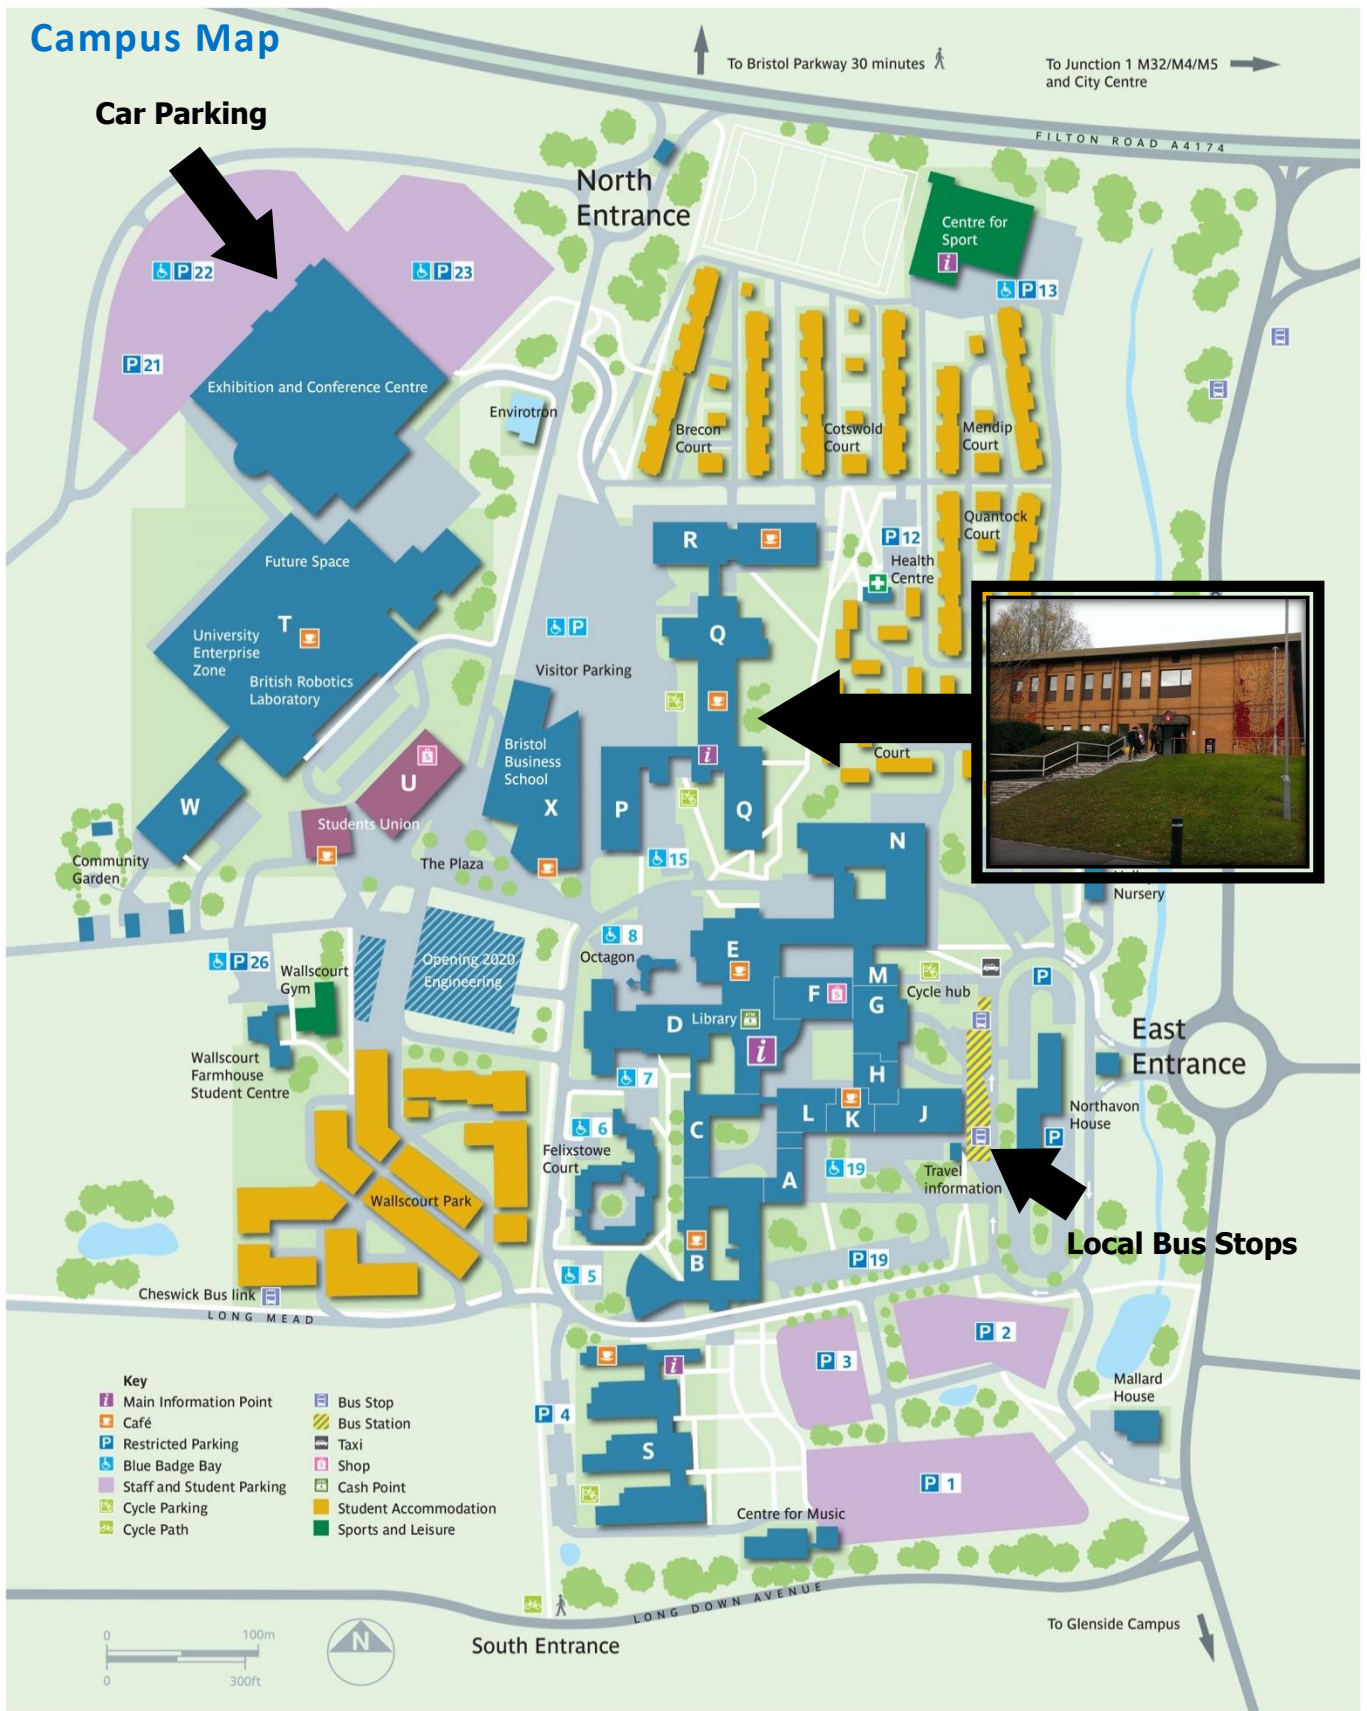 Campus Map
Car Parking
To Bristol Parkway 30 minutes
To Junction 1 M32/M4/M5
and City Centre
FILTON ROAD A4174
North
Entrance
Centre for
Sport
i
P 13
P 22
P 23
P 21
Exhibition and Conference Centre
Envirotron
Brecon
Court
Cotswold
Court
Mendip
Court
Quantock
Court
R
P 12
Health
Centre
Future Space
T
University
Enterprise
Zone
British Robotics
Laboratory
P
Visitor Parking
Q
Court
Bristol
Business
School
X
i
P
Q
U
Students Union
W
The Plaza
Community
Garden
15
N
Nursery
8
Octagon
E
P 26
Wallscourt
Gym
Opening 2020
Engineering
M
F
G
Cycle hub
P
D
Library
ATM
i
East
Entrance
Wallscourt
Farmhouse
Student Centre
7
H
L
K
J
Northavon
House
P
6
Felixstowe
Court
C
A
19
Travel
information
Wallscourt Park
Local Bus Stops
B
P 19
5
Cheswick Bus link
LONG MEAD
P 2
P 3
i
Mallard
House
P 4
S
P 1
Centre for Music
Key
i Main Information Point
Café
P Restricted Parking
Blue Badge Bay
Staff and Student Parking
Cycle Parking
Cycle Path
Bus Stop
Bus Station
Taxi
Shop
Cash Point
Student Accommodation
Sports and Leisure
LONG DOWN AVENUE
To Glenside Campus
South Entrance
0 100m
0 300ft
N